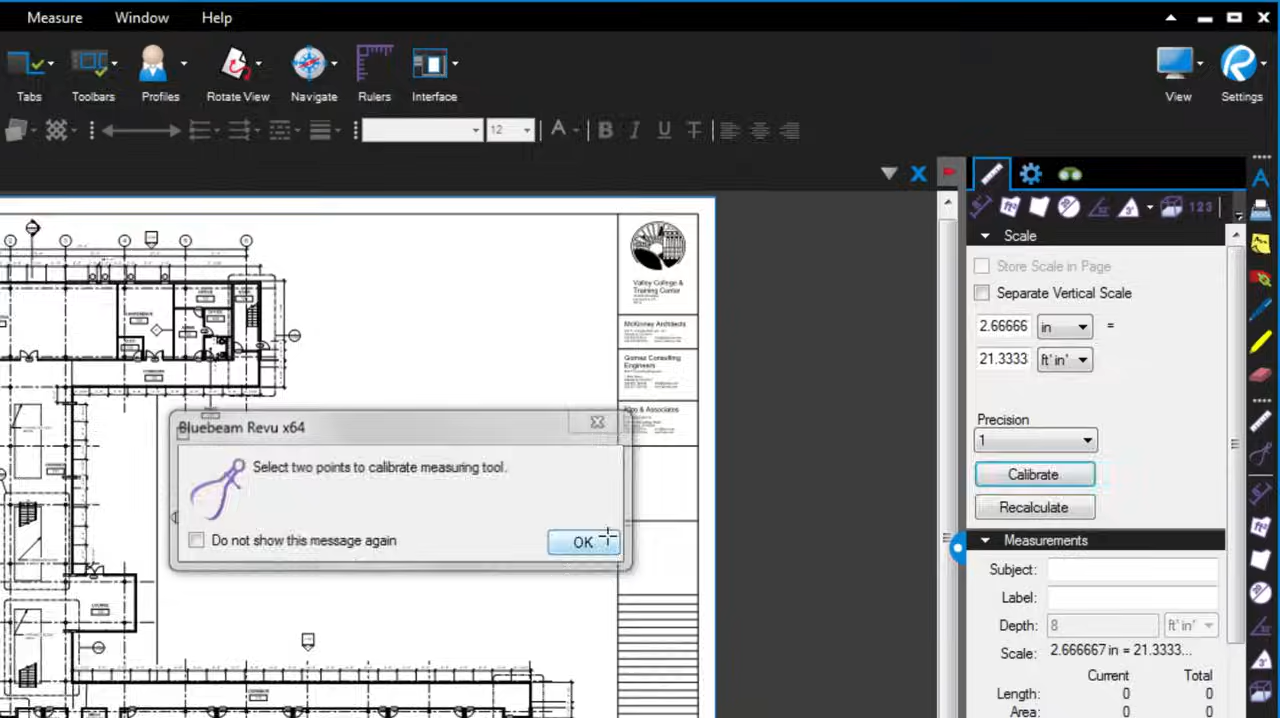 Measure Window Help
Tabs Toolbars Profiles Rotate View Navigate Rulers Interface View Settings
12 A B I U T
A
123
Scale
Store Scale in Page
Separate Vertical Scale
2.66666 in =
21.3333 ft' in'
Precision
1
Calibrate
Recalculate
Measurements
Subject:
Label:
Depth: 8 ft' in'
Scale: 2.666667 in = 21.3333...
Current Total
Length: 0 0
Area: 0 0
Valley College &
Training Center
McKinney Architects
Gomez Consulting
Engineers
& Associates
Bluebeam Revu x64
Select two points to calibrate measuring tool.
Do not show this message again
OK